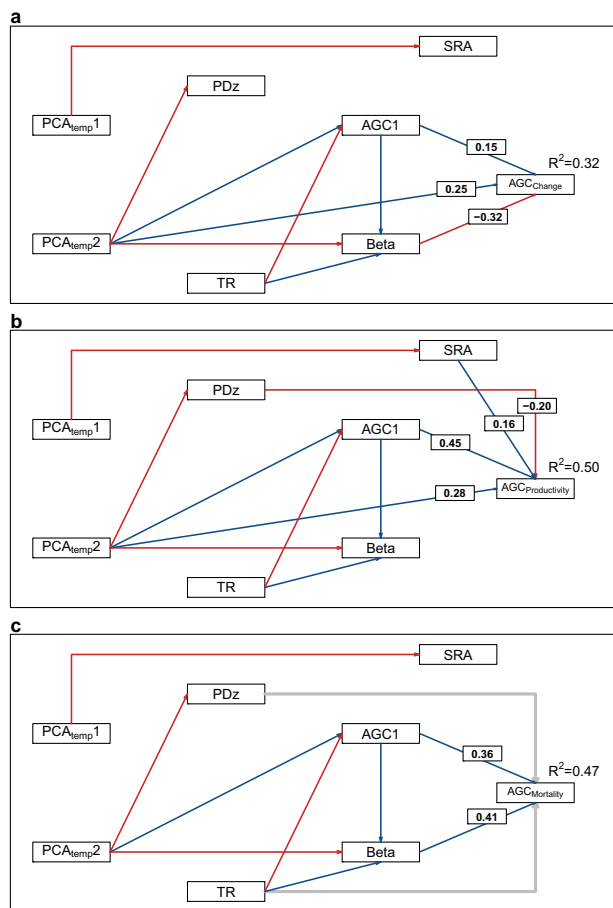 a
SRA
PDz
PCAtemp1
AGC1
0.15
R²=0.32
0.25
AGCChange
−0.32
PCAtemp2
Beta
TR
b
SRA
PDz
−0.20
PCAtemp1
0.16
AGC1
0.45
R²=0.50
0.28
AGCProductivity
PCAtemp2
Beta
TR
c
SRA
PDz
PCAtemp1
AGC1
0.36
R²=0.47
AGCMortality
0.41
PCAtemp2
Beta
TR